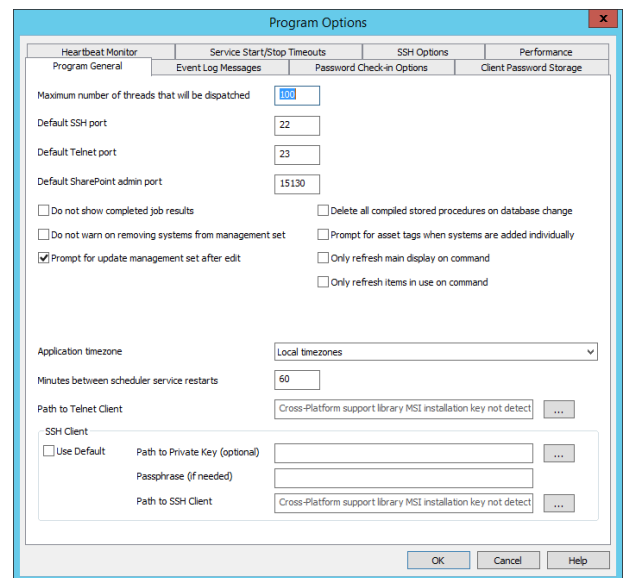 Program Options
x
Heartbeat Monitor Service Start/Stop Timeouts SSH Options Performance
Program General Event Log Messages Password Check-in Options Client Password Storage
Maximum number of threads that will be dispatched 100
Default SSH port 22
Default Telnet port 23
Default SharePoint admin port 15130
Do not show completed job results Delete all compiled stored procedures on database change
Do not warn on removing systems from management set Prompt for asset tags when systems are added individually
Prompt for update management set after edit Only refresh main display on command
Only refresh items in use on command
Application timezone Local timezones
Minutes between scheduler service restarts 60
Path to Telnet Client Cross-Platform support library MSI installation key not detect ...
SSH Client
Use Default Path to Private Key (optional) ...
Passphrase (if needed)
Path to SSH Client Cross-Platform support library MSI installation key not detect ...
OK Cancel Help